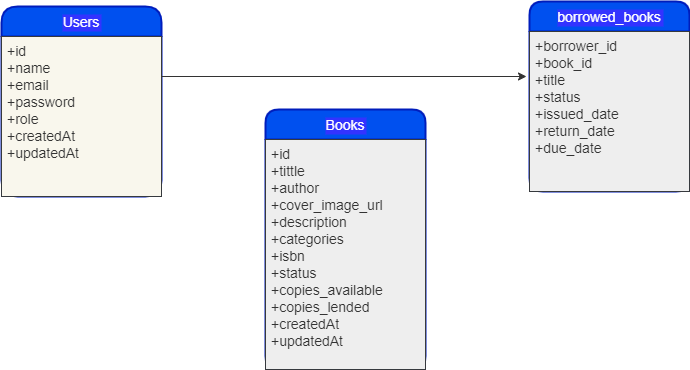 Users
+id
+name
+email
+password
+role
+createdAt
+updatedAt
borrowed_books
+borrower_id
+book_id
+title
+status
+issued_date
+return_date
+due_date
Books
+id
+tittle
+author
+cover_image_url
+description
+categories
+isbn
+status
+copies_available
+copies_lended
+createdAt
+updatedAt